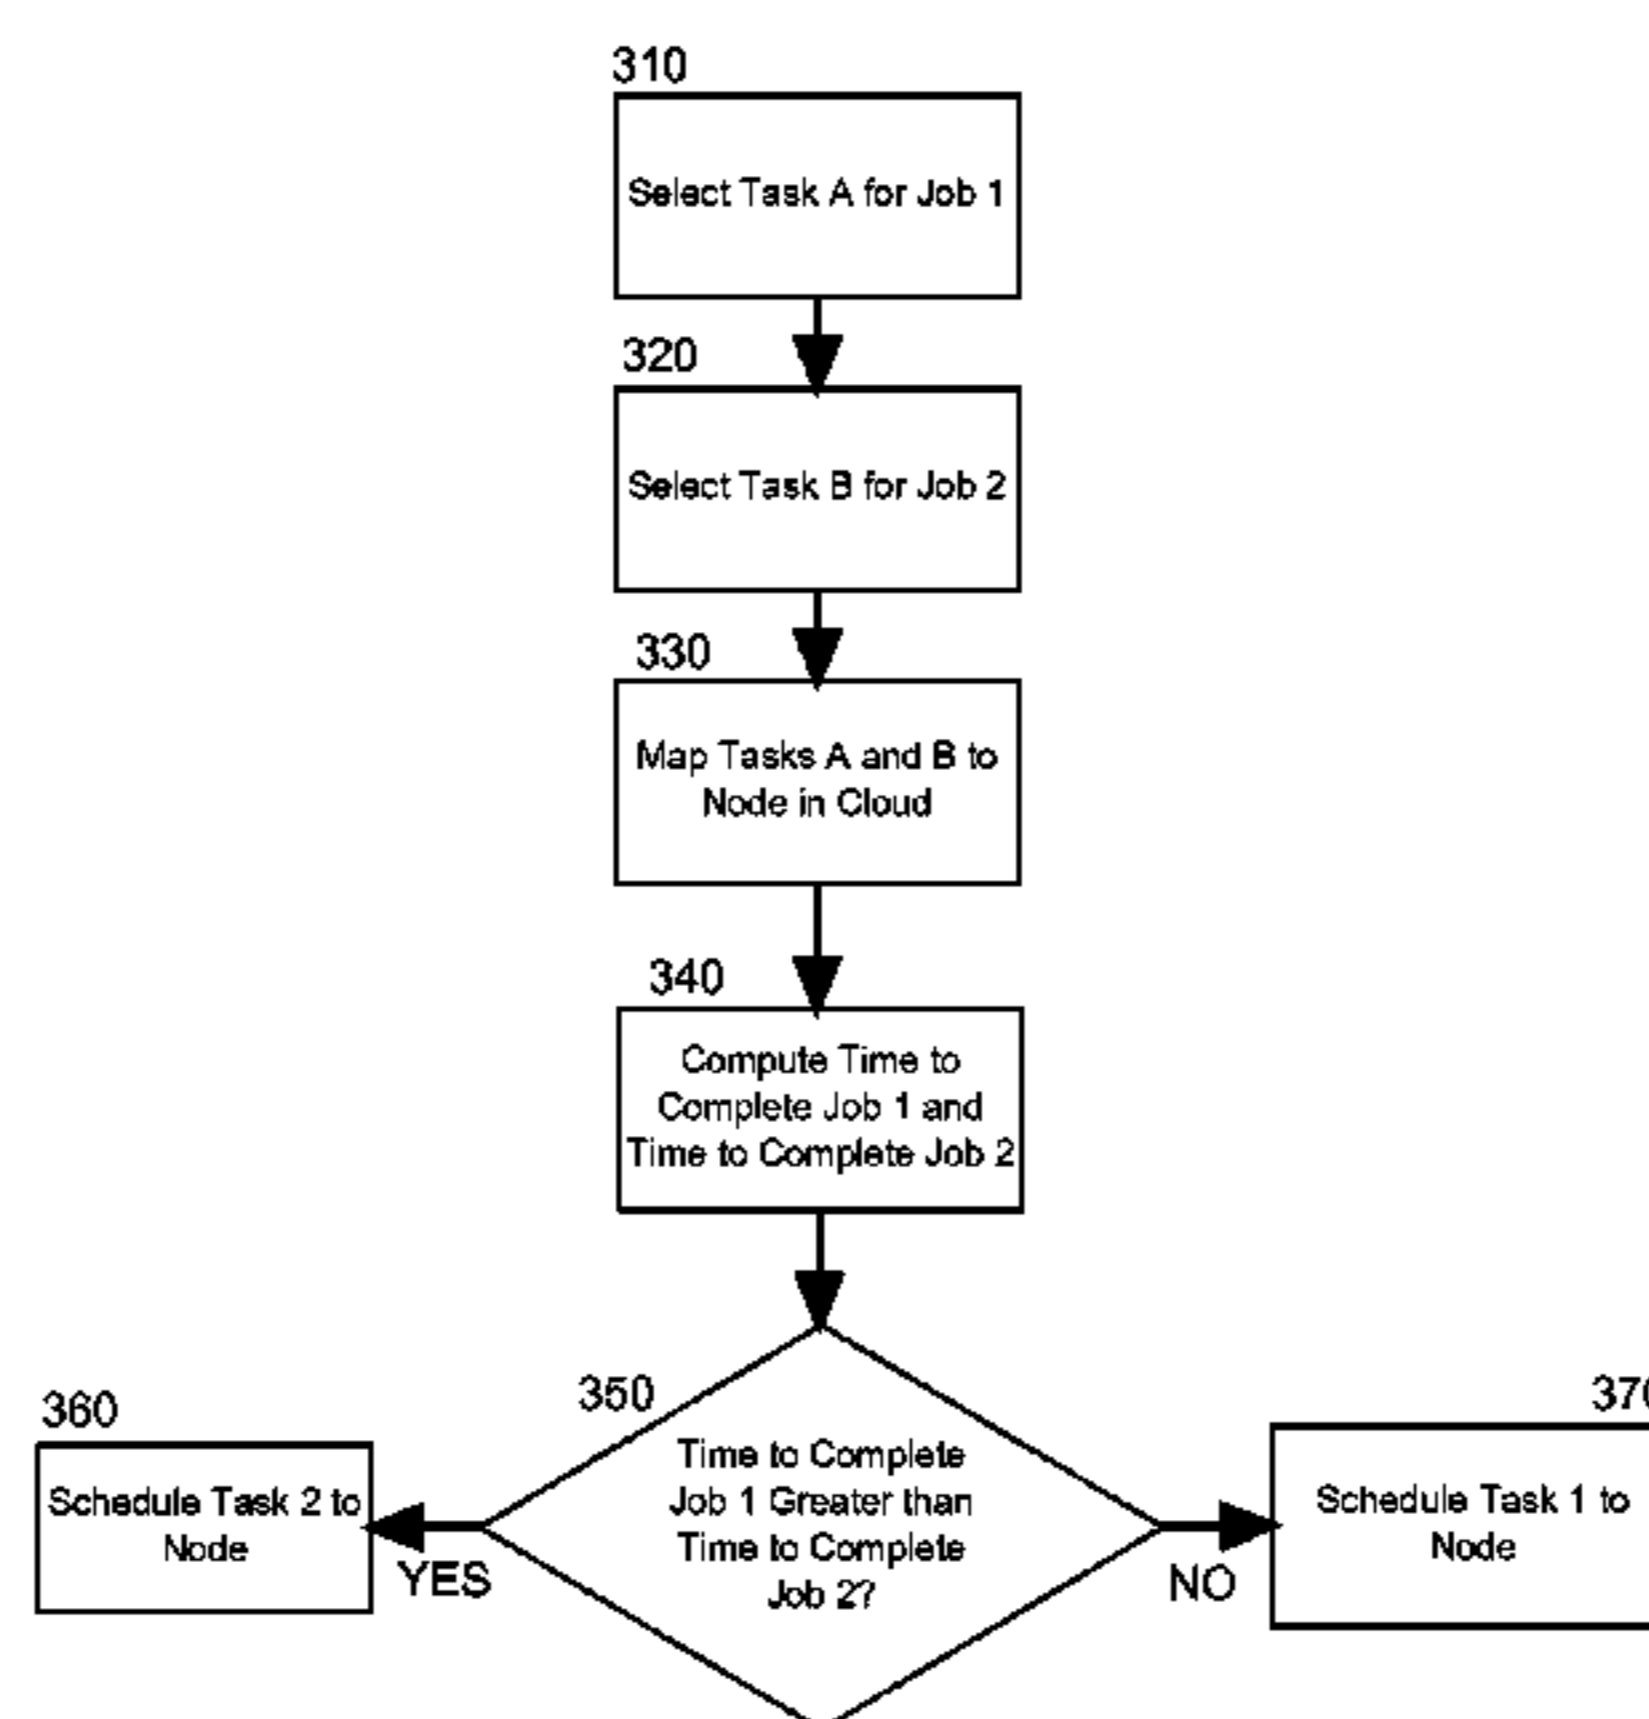 310
Select Task A for Job 1
320
Select Task B for Job 2
330
Map Tasks A and B to
Node in Cloud
340
Compute Time to
Complete Job 1 and
Time to Complete Job 2
350
Time to Complete
Job 1 Greater than
Time to Complete
Job 2?
360
Schedule Task 2 to
Node
YES
370
Schedule Task 1 to
Node
NO